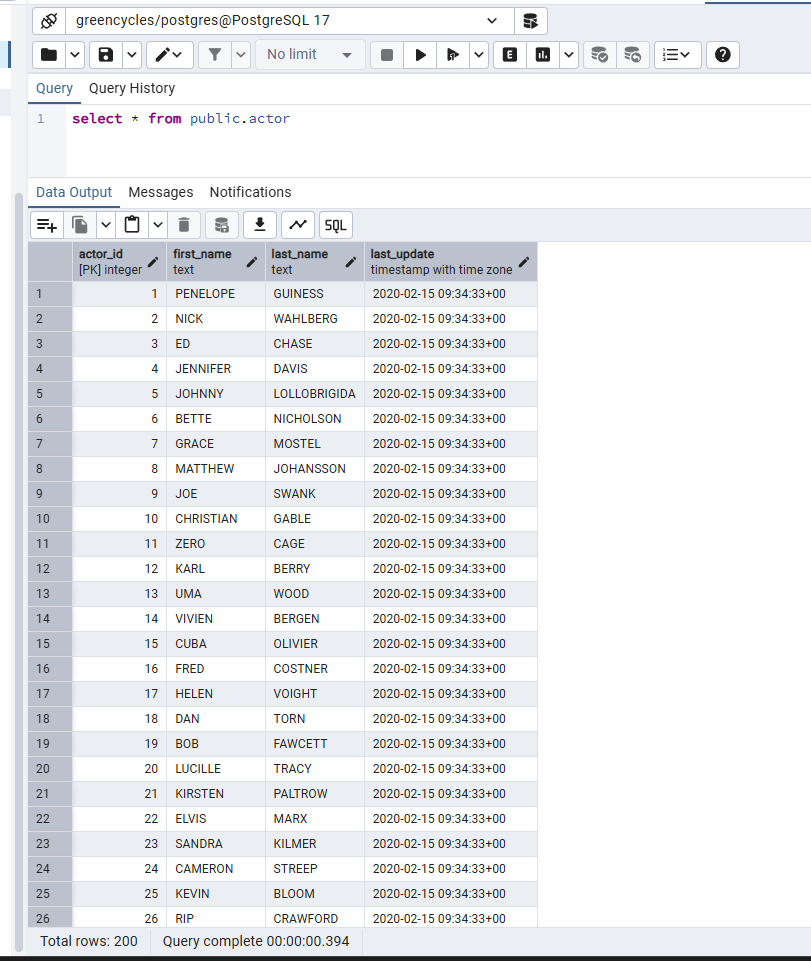 greencycles/postgres@PostgreSQL 17
No limit
E
Query Query History
1 select * from public.actor
Data Output Messages Notifications
SQL
actor_id first_name last_name last_update
[PK] integer text text timestamp with time zone
1 1 PENELOPE GUINESS 2020-02-15 09:34:33+00
2 2 NICK WAHLBERG 2020-02-15 09:34:33+00
3 3 ED CHASE 2020-02-15 09:34:33+00
4 4 JENNIFER DAVIS 2020-02-15 09:34:33+00
5 5 JOHNNY LOLLOBRIGIDA 2020-02-15 09:34:33+00
6 6 BETTE NICHOLSON 2020-02-15 09:34:33+00
7 7 GRACE MOSTEL 2020-02-15 09:34:33+00
8 8 MATTHEW JOHANSSON 2020-02-15 09:34:33+00
9 9 JOE SWANK 2020-02-15 09:34:33+00
10 10 CHRISTIAN GABLE 2020-02-15 09:34:33+00
11 11 ZERO CAGE 2020-02-15 09:34:33+00
12 12 KARL BERRY 2020-02-15 09:34:33+00
13 13 UMA WOOD 2020-02-15 09:34:33+00
14 14 VIVIEN BERGEN 2020-02-15 09:34:33+00
15 15 CUBA OLIVIER 2020-02-15 09:34:33+00
16 16 FRED COSTNER 2020-02-15 09:34:33+00
17 17 HELEN VOIGHT 2020-02-15 09:34:33+00
18 18 DAN TORN 2020-02-15 09:34:33+00
19 19 BOB FAWCETT 2020-02-15 09:34:33+00
20 20 LUCILLE TRACY 2020-02-15 09:34:33+00
21 21 KIRSTEN PALTROW 2020-02-15 09:34:33+00
22 22 ELVIS MARX 2020-02-15 09:34:33+00
23 23 SANDRA KILMER 2020-02-15 09:34:33+00
24 24 CAMERON STREEP 2020-02-15 09:34:33+00
25 25 KEVIN BLOOM 2020-02-15 09:34:33+00
26 26 RIP CRAWFORD 2020-02-15 09:34:33+00
Total rows: 200 Query complete 00:00:00.394